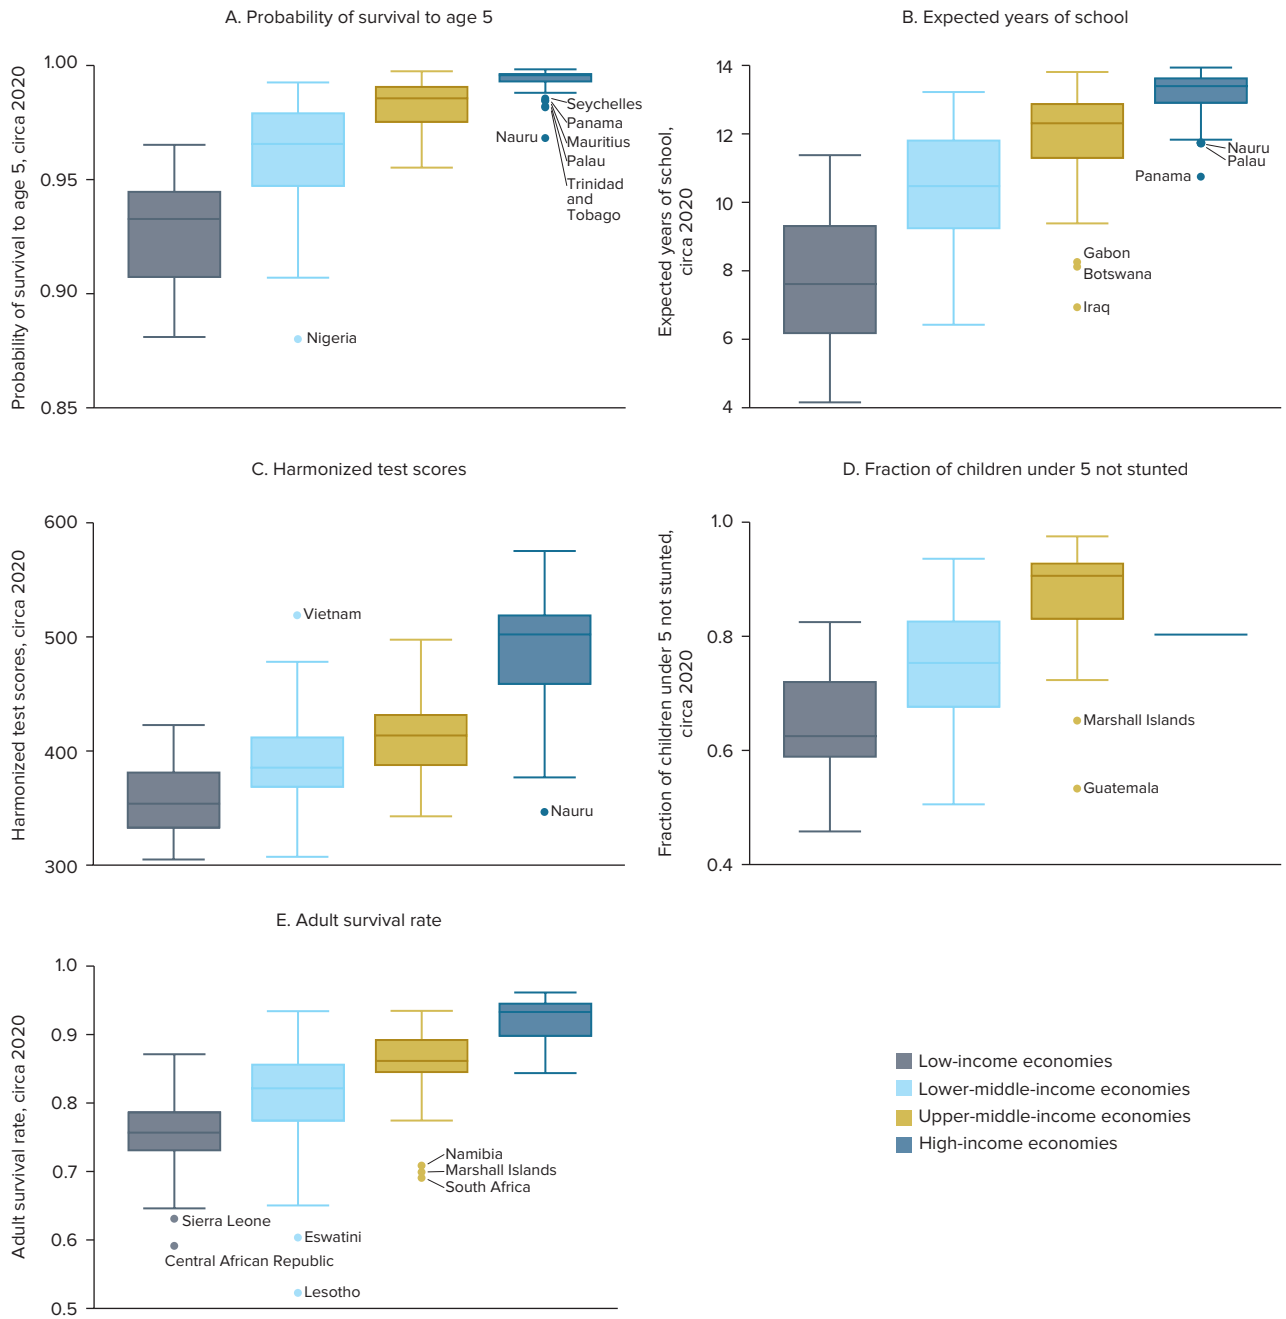 A. Probability of survival to age 5
Probability of survival to age 5, circa 2020
1.00
0.95
0.90
0.85
Nigeria
Nauru
Seychelles
Panama
Mauritius
Palau
Trinidad
and
Tobago
B. Expected years of school
Expected years of school,
circa 2020
14
12
10
8
6
4
Gabon
Botswana
Iraq
Nauru
Palau
Panama
C. Harmonized test scores
Harmonized test scores, circa 2020
600
500
400
300
Vietnam
Nauru
D. Fraction of children under 5 not stunted
Fraction of children under 5 not stunted,
circa 2020
1.0
0.8
0.6
0.4
Marshall Islands
Guatemala
E. Adult survival rate
Adult survival rate, circa 2020
1.0
0.9
0.8
0.7
0.6
0.5
Sierra Leone
Central African Republic
Eswatini
Lesotho
Namibia
Marshall Islands
South Africa
Low-income economies
Lower-middle-income economies
Upper-middle-income economies
High-income economies